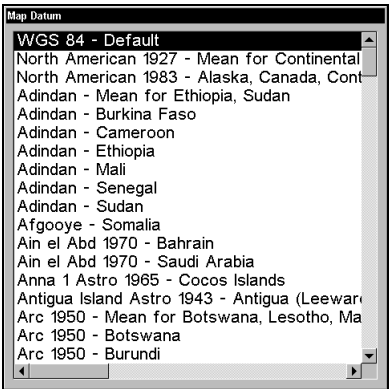 Map Datum
WGS 84 - Default
North American 1927 - Mean for Continental
North American 1983 - Alaska, Canada, Cont
Adindan - Mean for Ethiopia, Sudan
Adindan - Burkina Faso
Adindan - Cameroon
Adindan - Ethiopia
Adindan - Mali
Adindan - Senegal
Adindan - Sudan
Afgooye - Somalia
Ain el Abd 1970 - Bahrain
Ain el Abd 1970 - Saudi Arabia
Anna 1 Astro 1965 - Cocos Islands
Antigua Island Astro 1943 - Antigua (Leeward
Arc 1950 - Mean for Botswana, Lesotho, Ma
Arc 1950 - Botswana
Arc 1950 - Burundi